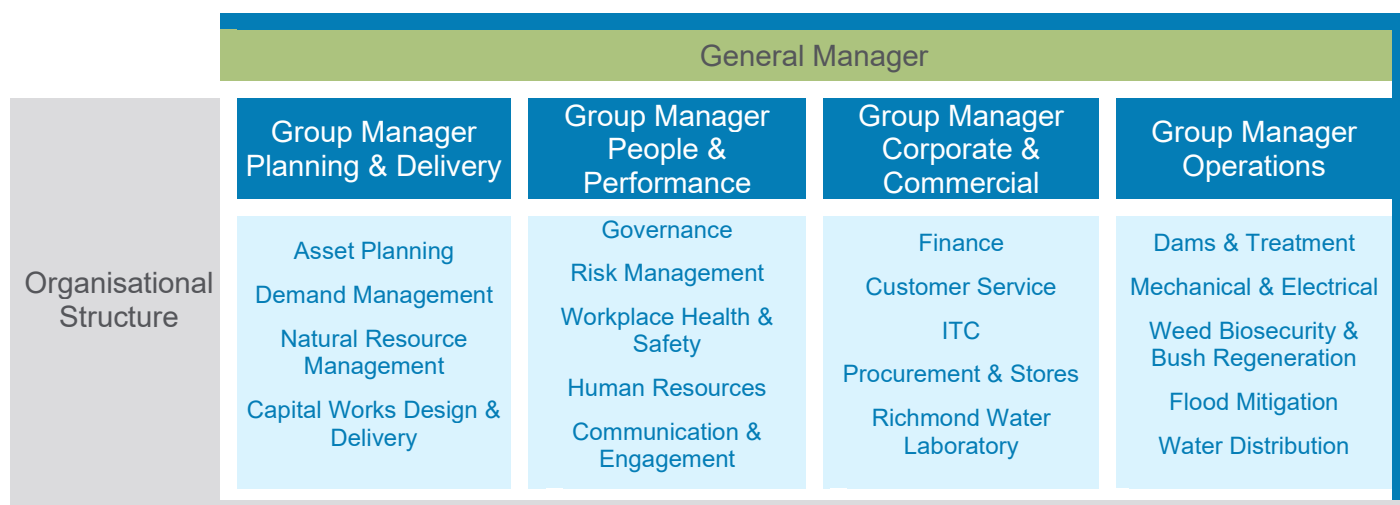 General Manager
Organisational
Structure
Group Manager
Planning & Delivery
Asset Planning
Demand Management
Natural Resource
Management
Capital Works Design &
Delivery
Group Manager
People &
Performance
Governance
Risk Management
Workplace Health &
Safety
Human Resources
Communication &
Engagement
Group Manager
Corporate &
Commercial
Finance
Customer Service
ITC
Procurement & Stores
Richmond Water
Laboratory
Group Manager
Operations
Dams & Treatment
Mechanical & Electrical
Weed Biosecurity &
Bush Regeneration
Flood Mitigation
Water Distribution